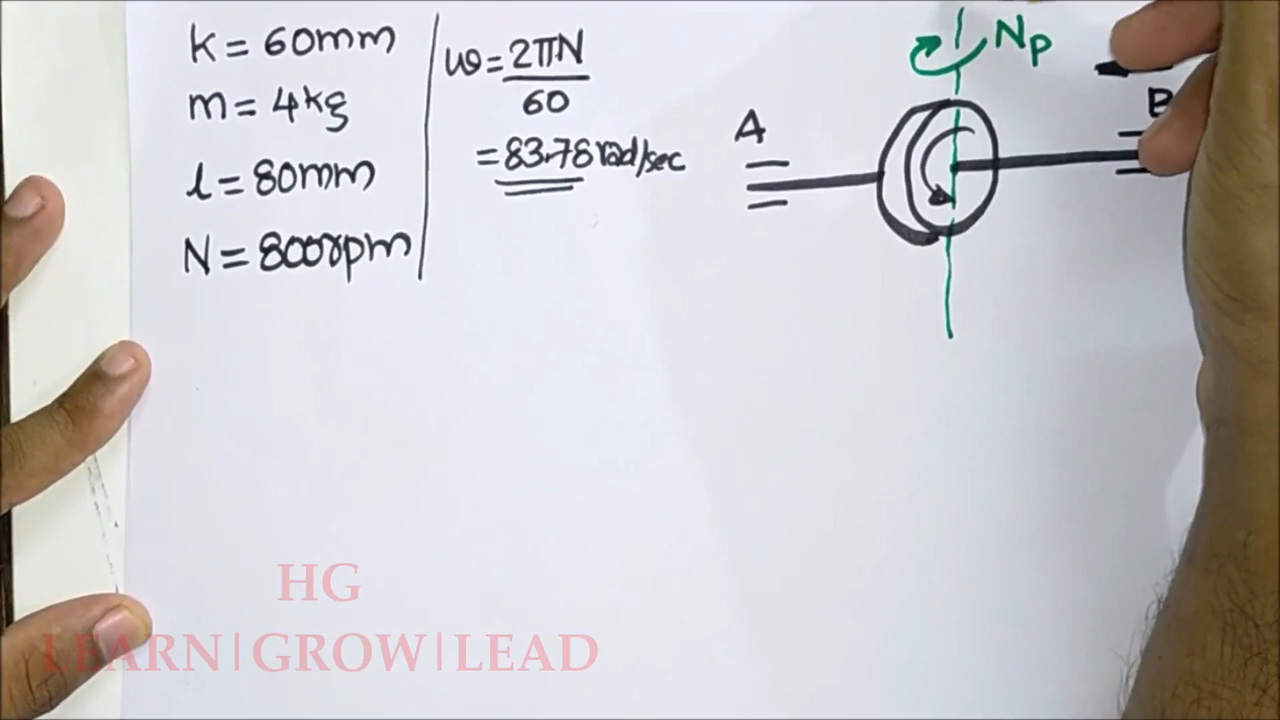 k = 60mm
m = 4kg
l = 80mm
N = 800rpm
ω = 2πN
60
= 83.78 rad/sec
Np
A
B
HG
LEARN|GROW|LEAD